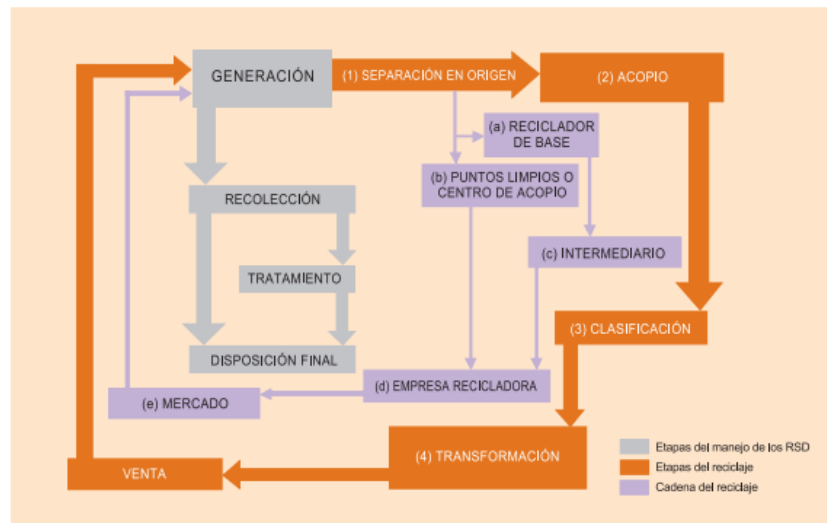 GENERACIÓN
(1) SEPARACIÓN EN ORIGEN
(2) ACOPIO
(a) RECICLADOR
DE BASE
(b) PUNTOS LIMPIOS O
CENTRO DE ACOPIO
RECOLECCIÓN
(c) INTERMEDIARIO
TRATAMIENTO
(3) CLASIFICACIÓN
DISPOSICIÓN FINAL
(d) EMPRESA RECICLADORA
(e) MERCADO
(4) TRANSFORMACIÓN
VENTA
Etapas del manejo de los RSD
Etapas del reciclaje
Cadena del reciclaje